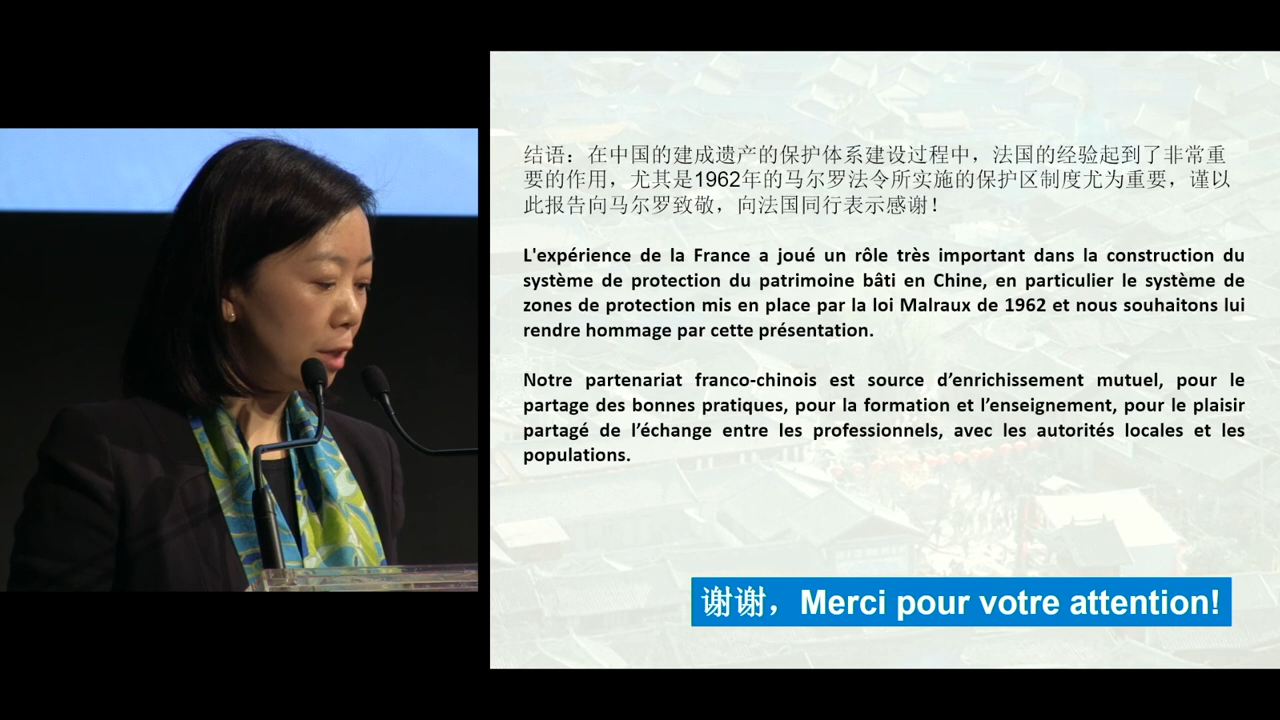 结语：在中国的建成遗产的保护体系建设过程中，法国的经验起到了非常重
要的作用，尤其是1962年的马尔罗法令所实施的保护区制度尤为重要，谨以
此报告向马尔罗致敬，向法国同行表示感谢！
L'expérience de la France a joué un rôle très important dans la construction du
système de protection du patrimoine bâti en Chine, en particulier le système de
zones de protection mis en place par la loi Malraux de 1962 et nous souhaitons lui
rendre hommage par cette présentation.
Notre partenariat franco-chinois est source d’enrichissement mutuel, pour le
partage des bonnes pratiques, pour la formation et l’enseignement, pour le plaisir
partagé de l’échange entre les professionnels, avec les autorités locales et les
populations.
谢谢，Merci pour votre attention!